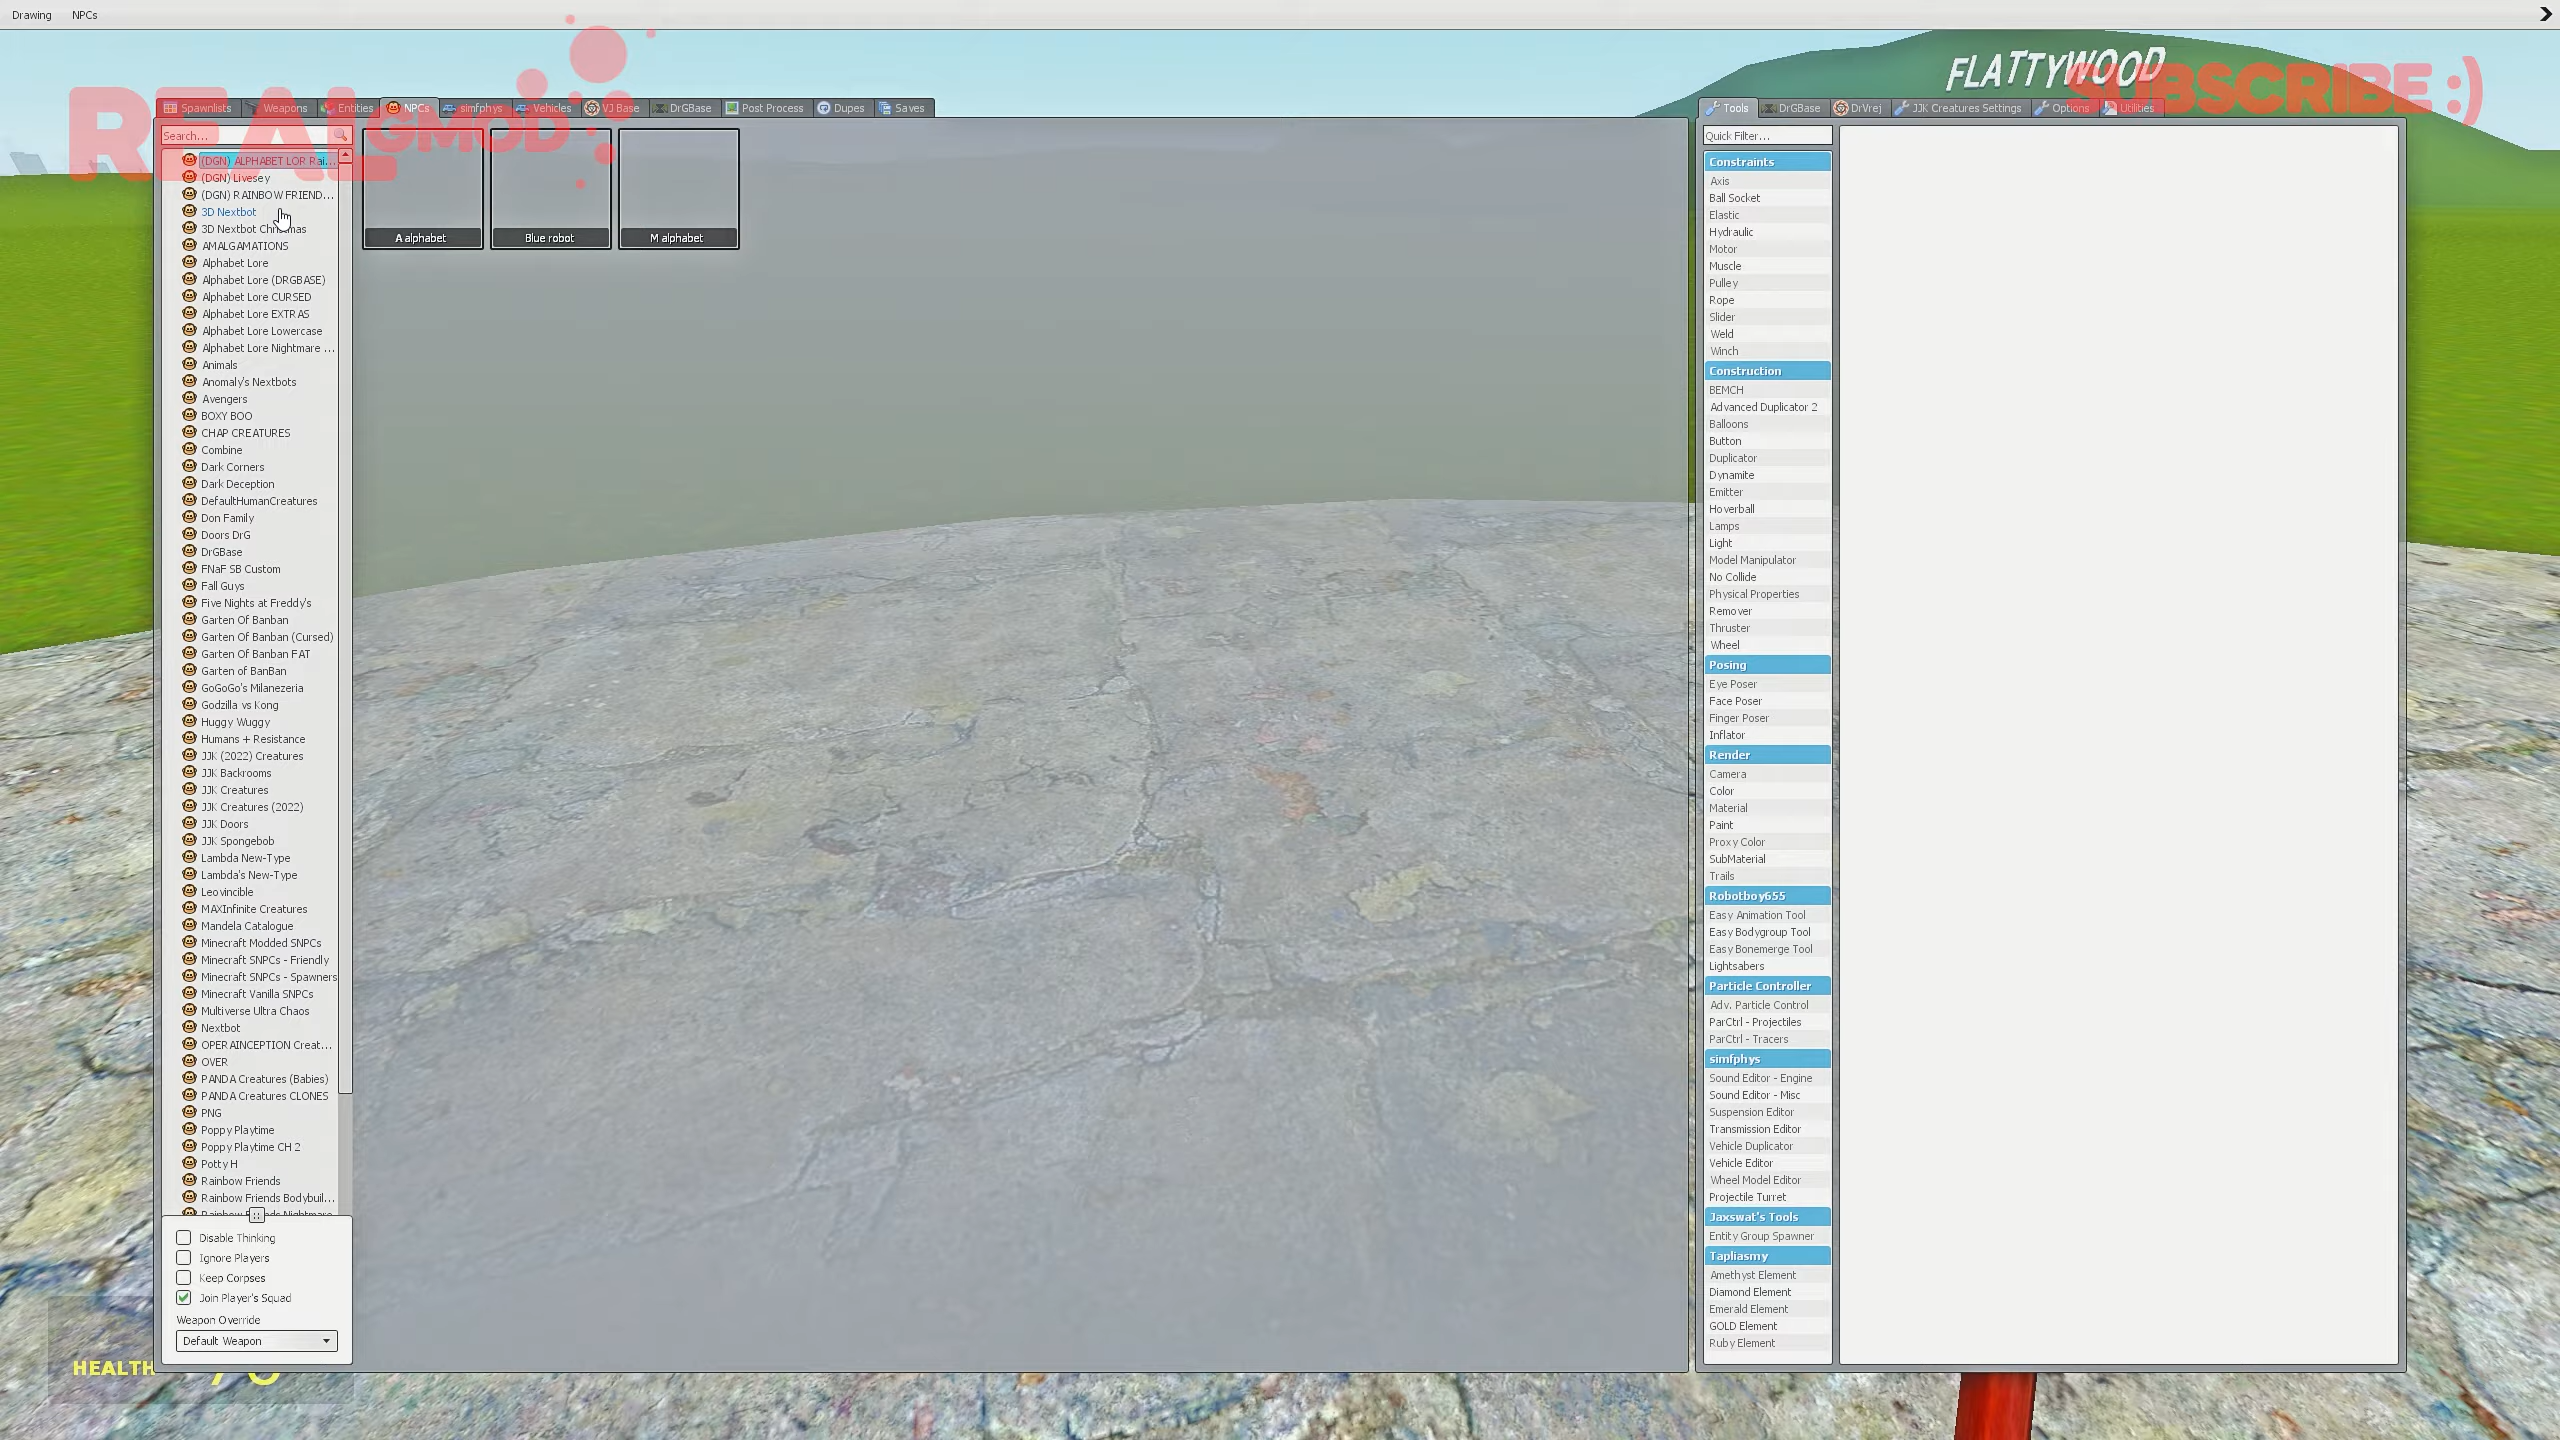 Drawing NPCs
FLATTYWOOD
REALGMOD
SUBSCRIBE :)
Spawnlists Weapons Entities NPCs simfphys Vehicles VJ Base DrGBase Post Process Dupes Saves
Search...
(DGN) ALPHABET LOR Rai...
(DGN) Livesey
(DGN) RAINBOW FRIEND...
3D Nextbot
3D Nextbot Christmas
AMALGAMATIONS
Alphabet Lore
Alphabet Lore (DRGBASE)
Alphabet Lore CURSED
Alphabet Lore EXTRAS
Alphabet Lore Lowercase
Alphabet Lore Nightmare ...
Animals
Anomaly's Nextbots
Avengers
BOXY BOO
CHAP CREATURES
Combine
Dark Corners
Dark Deception
DefaultHumanCreatures
Don Family
Doors DrG
DrGBase
FNaF SB Custom
Fall Guys
Five Nights at Freddy's
Garten Of Banban
Garten Of Banban (Cursed)
Garten Of Banban FAT
Garten of BanBan
GoGoGo's Milanezeria
Godzilla vs Kong
Huggy Wuggy
Humans + Resistance
JJK (2022) Creatures
JJK Backrooms
JJK Creatures
JJK Creatures (2022)
JJK Doors
JJK Spongebob
Lambda New-Type
Lambda's New-Type
Leovincible
MAXInfinite Creatures
Mandela Catalogue
Minecraft Modded SNPCs
Minecraft SNPCs - Friendly
Minecraft SNPCs - Spawners
Minecraft Vanilla SNPCs
Multiverse Ultra Chaos
Nextbot
OPERAINCEPTION Creat...
OVER
PANDA Creatures (Babies)
PANDA Creatures CLONES
PNG
Poppy Playtime
Poppy Playtime CH 2
Potty H
Rainbow Friends
Rainbow Friends Bodybuil...
Rainbow Friends Nightmare
Disable Thinking
Ignore Players
Keep Corpses
Join Player's Squad
Weapon Override
Default Weapon
HEALTH
A alphabet
Blue robot
M alphabet
Tools DrGBase DrVrej JJK Creatures Settings Options Utilities
Quick Filter...
Constraints
Axis
Ball Socket
Elastic
Hydraulic
Motor
Muscle
Pulley
Rope
Slider
Weld
Winch
Construction
BEMCH
Advanced Duplicator 2
Balloons
Button
Duplicator
Dynamite
Emitter
Hoverball
Lamps
Light
Model Manipulator
No Collide
Physical Properties
Remover
Thruster
Wheel
Posing
Eye Poser
Face Poser
Finger Poser
Inflator
Render
Camera
Color
Material
Paint
Proxy Color
SubMaterial
Trails
Robotboy655
Easy Animation Tool
Easy Bodygroup Tool
Easy Bonemerge Tool
Lightsabers
Particle Controller
Adv. Particle Control
ParCtrl - Projectiles
ParCtrl - Tracers
simfphys
Sound Editor - Engine
Sound Editor - Misc
Suspension Editor
Transmission Editor
Vehicle Duplicator
Vehicle Editor
Wheel Model Editor
Projectile Turret
Jaxswat's Tools
Entity Group Spawner
Tapliasmy
Amethyst Element
Diamond Element
Emerald Element
GOLD Element
Ruby Element